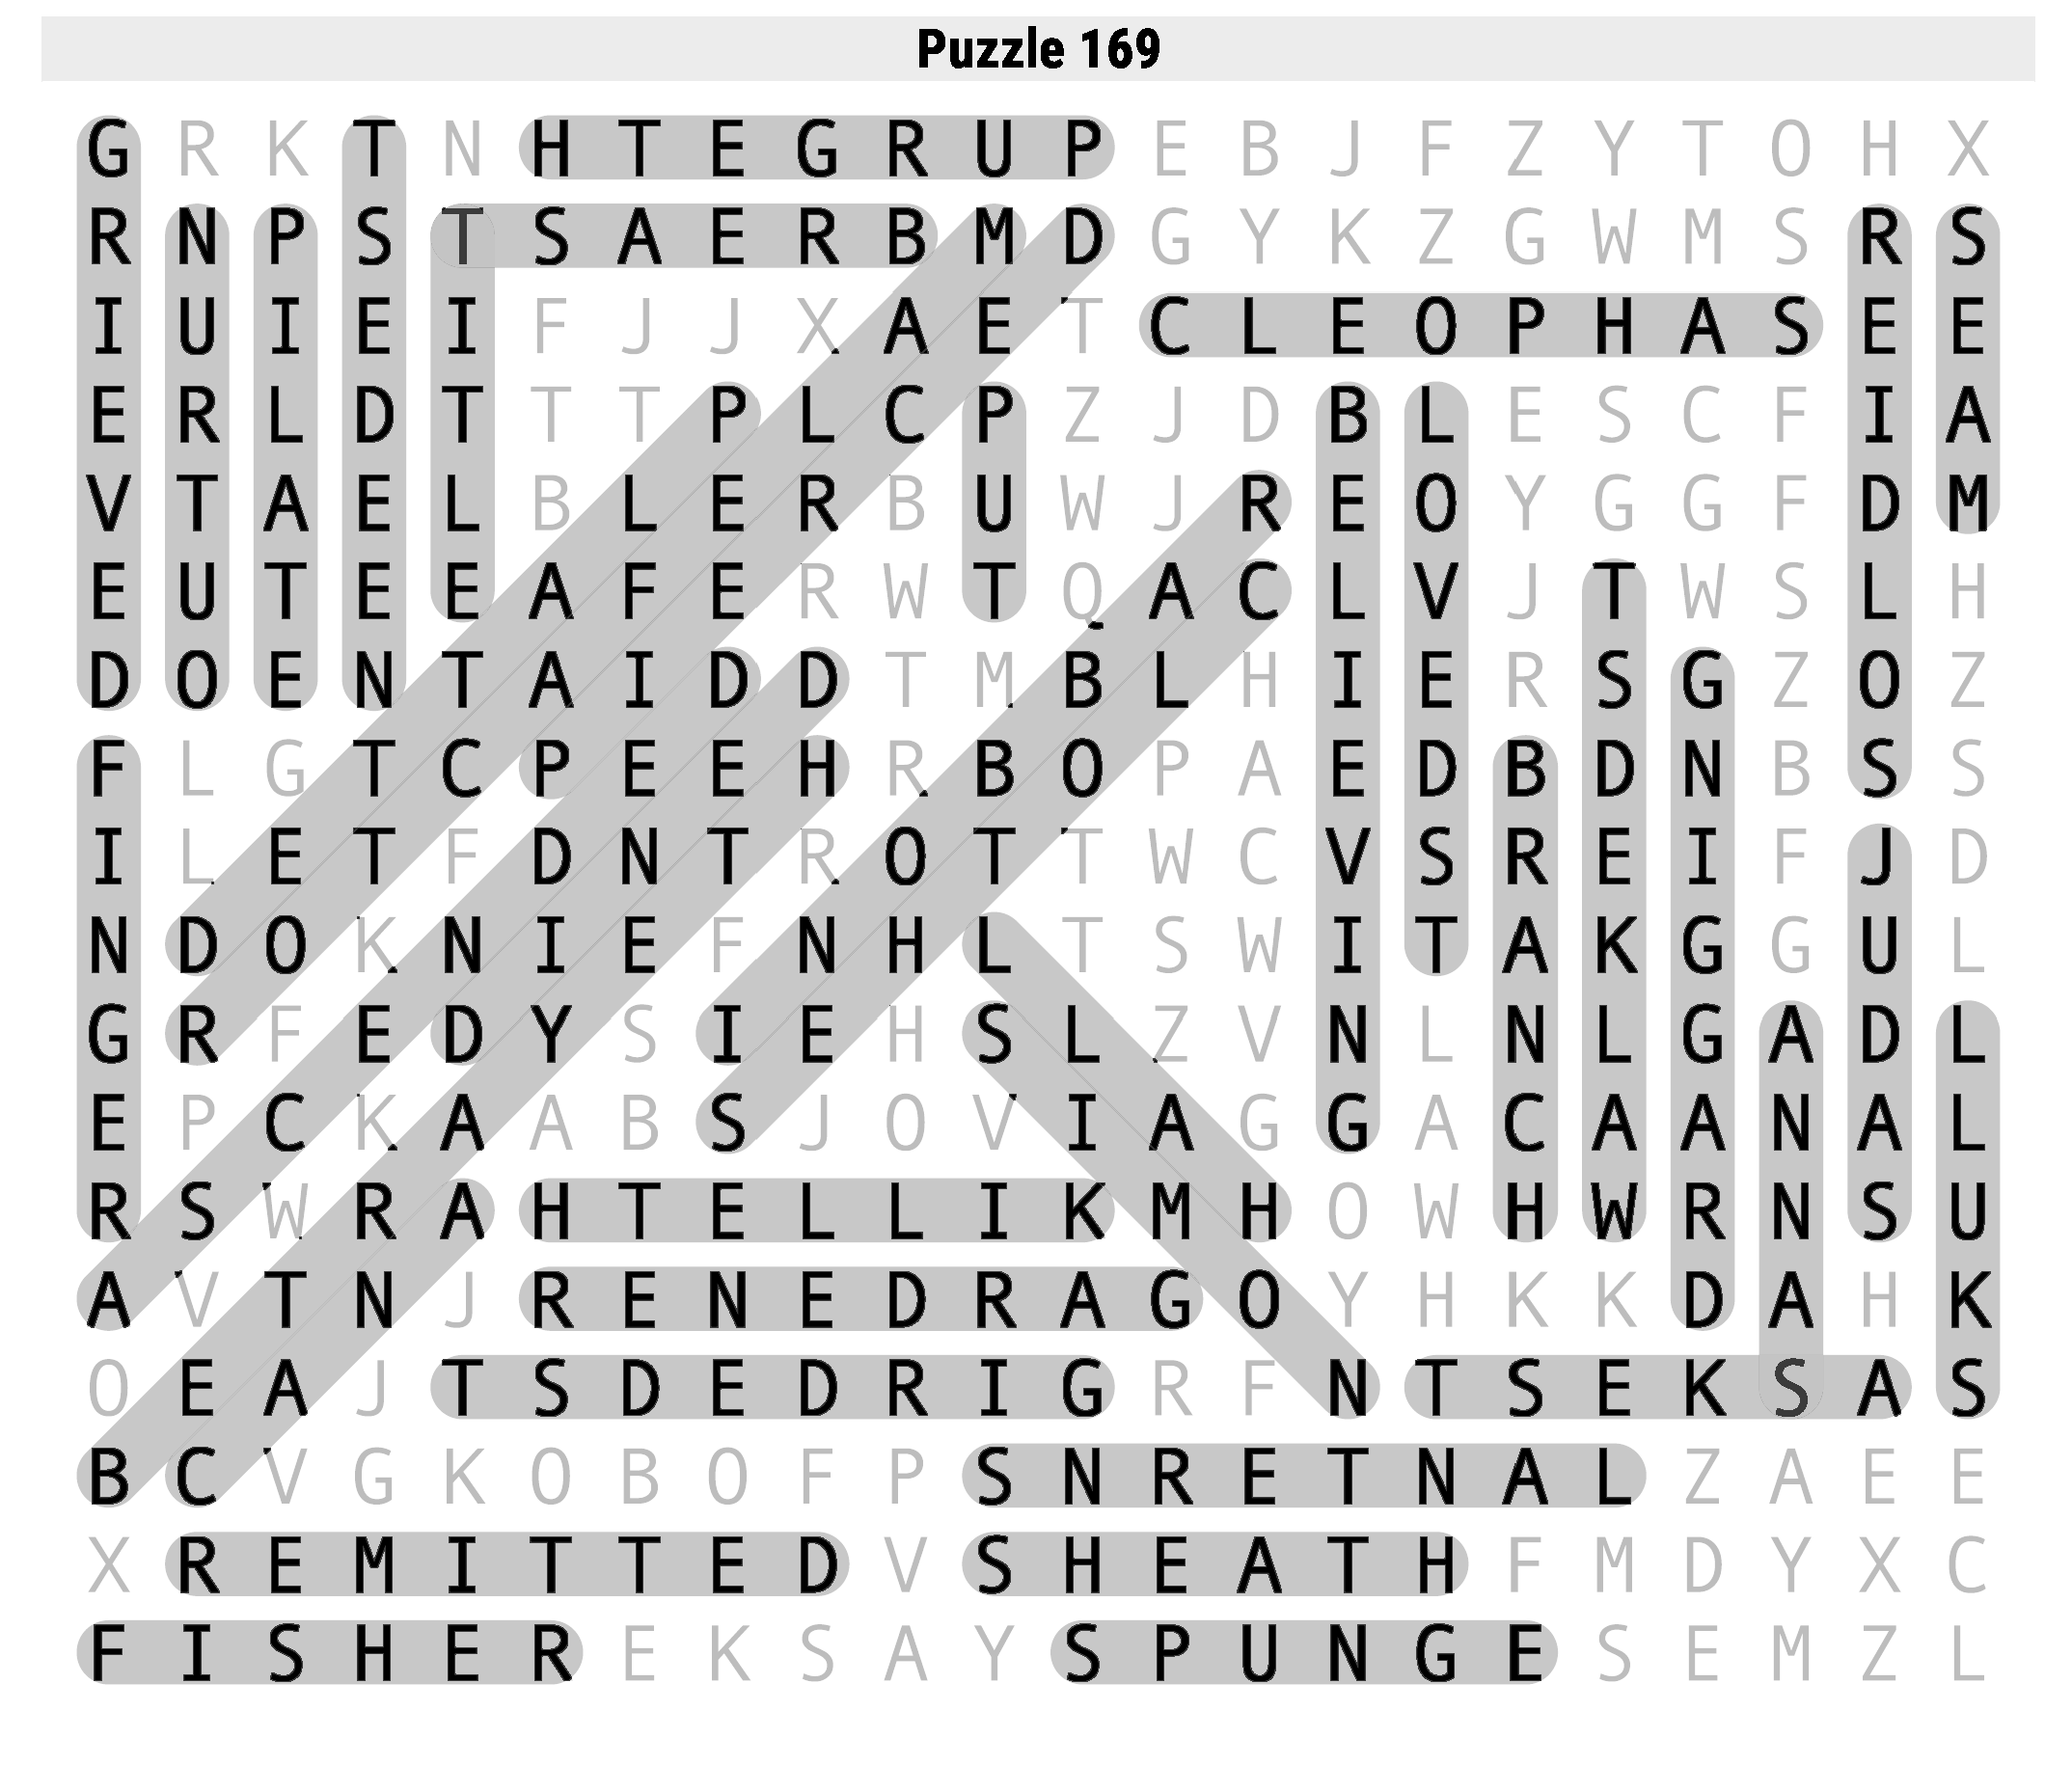 Puzzle 169
G R K T N H T E G R U P E B J F Z Y T O H X
R N P S T S A E R B M D G Y K Z G W M S R S
I U I E I F J J X A E T C L E O P H A S E E
E R L D T T T P L C P Z J D B L E S C F I A
V T A E L B L E R B U W J R E O Y G G F D M
E U T E E A F E R W T Q A C L V J T W S L H
D O E N T A I D D T M B L H I E R S G Z O Z
F L G T C P E E H R B O P A E D B D N B S S
I L E T F D N T R O T T W C V S R E I F J D
N D O K N I E F N H L T S W I T A K G G U L
G R F E D Y S I E H S L Z V N L N L G A D L
E P C K A A B S J O V I A G G A C A A N A L
R S W R A H T E L L I K M H O W H W R N S U
A V T N J R E N E D R A G O Y H K K D A H K
O E A J T S D E D R I G R F N T S E K S A S
B C V G K O B O F P S N R E T N A L Z A E E
X R E M I T T E D V S H E A T H F M D Y X C
F I S H E R E K S A Y S P U N G E S E M Z L